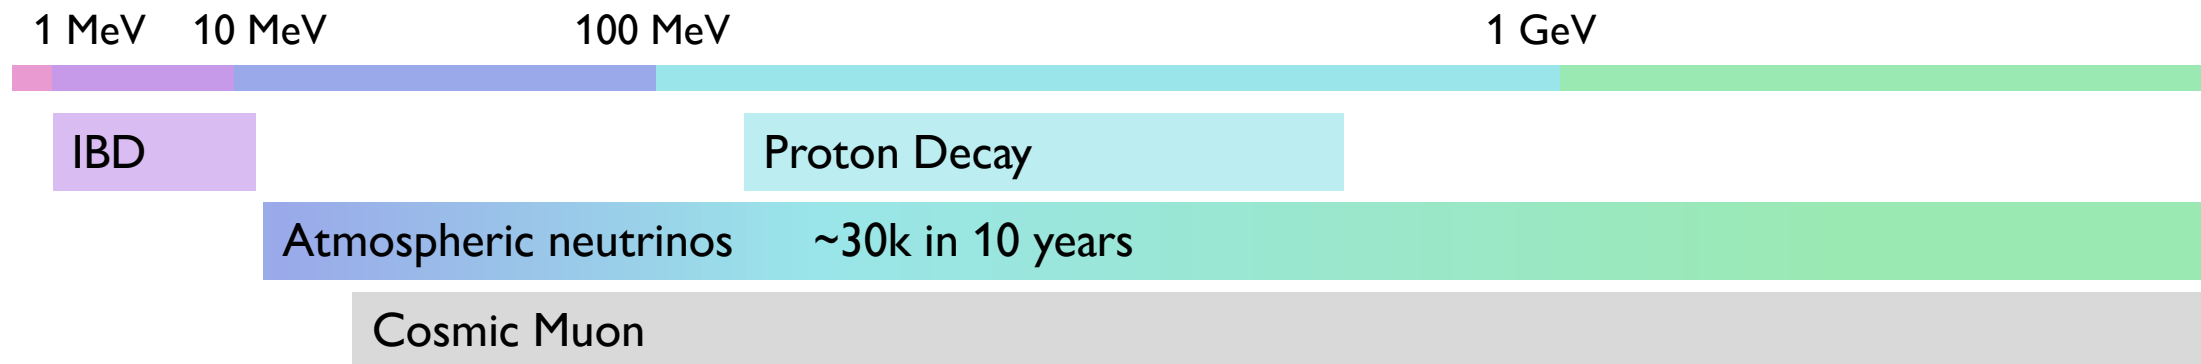 1 MeV 10 MeV 100 MeV 1 GeV
IBD Proton Decay
Atmospheric neutrinos ~30k in 10 years
Cosmic Muon